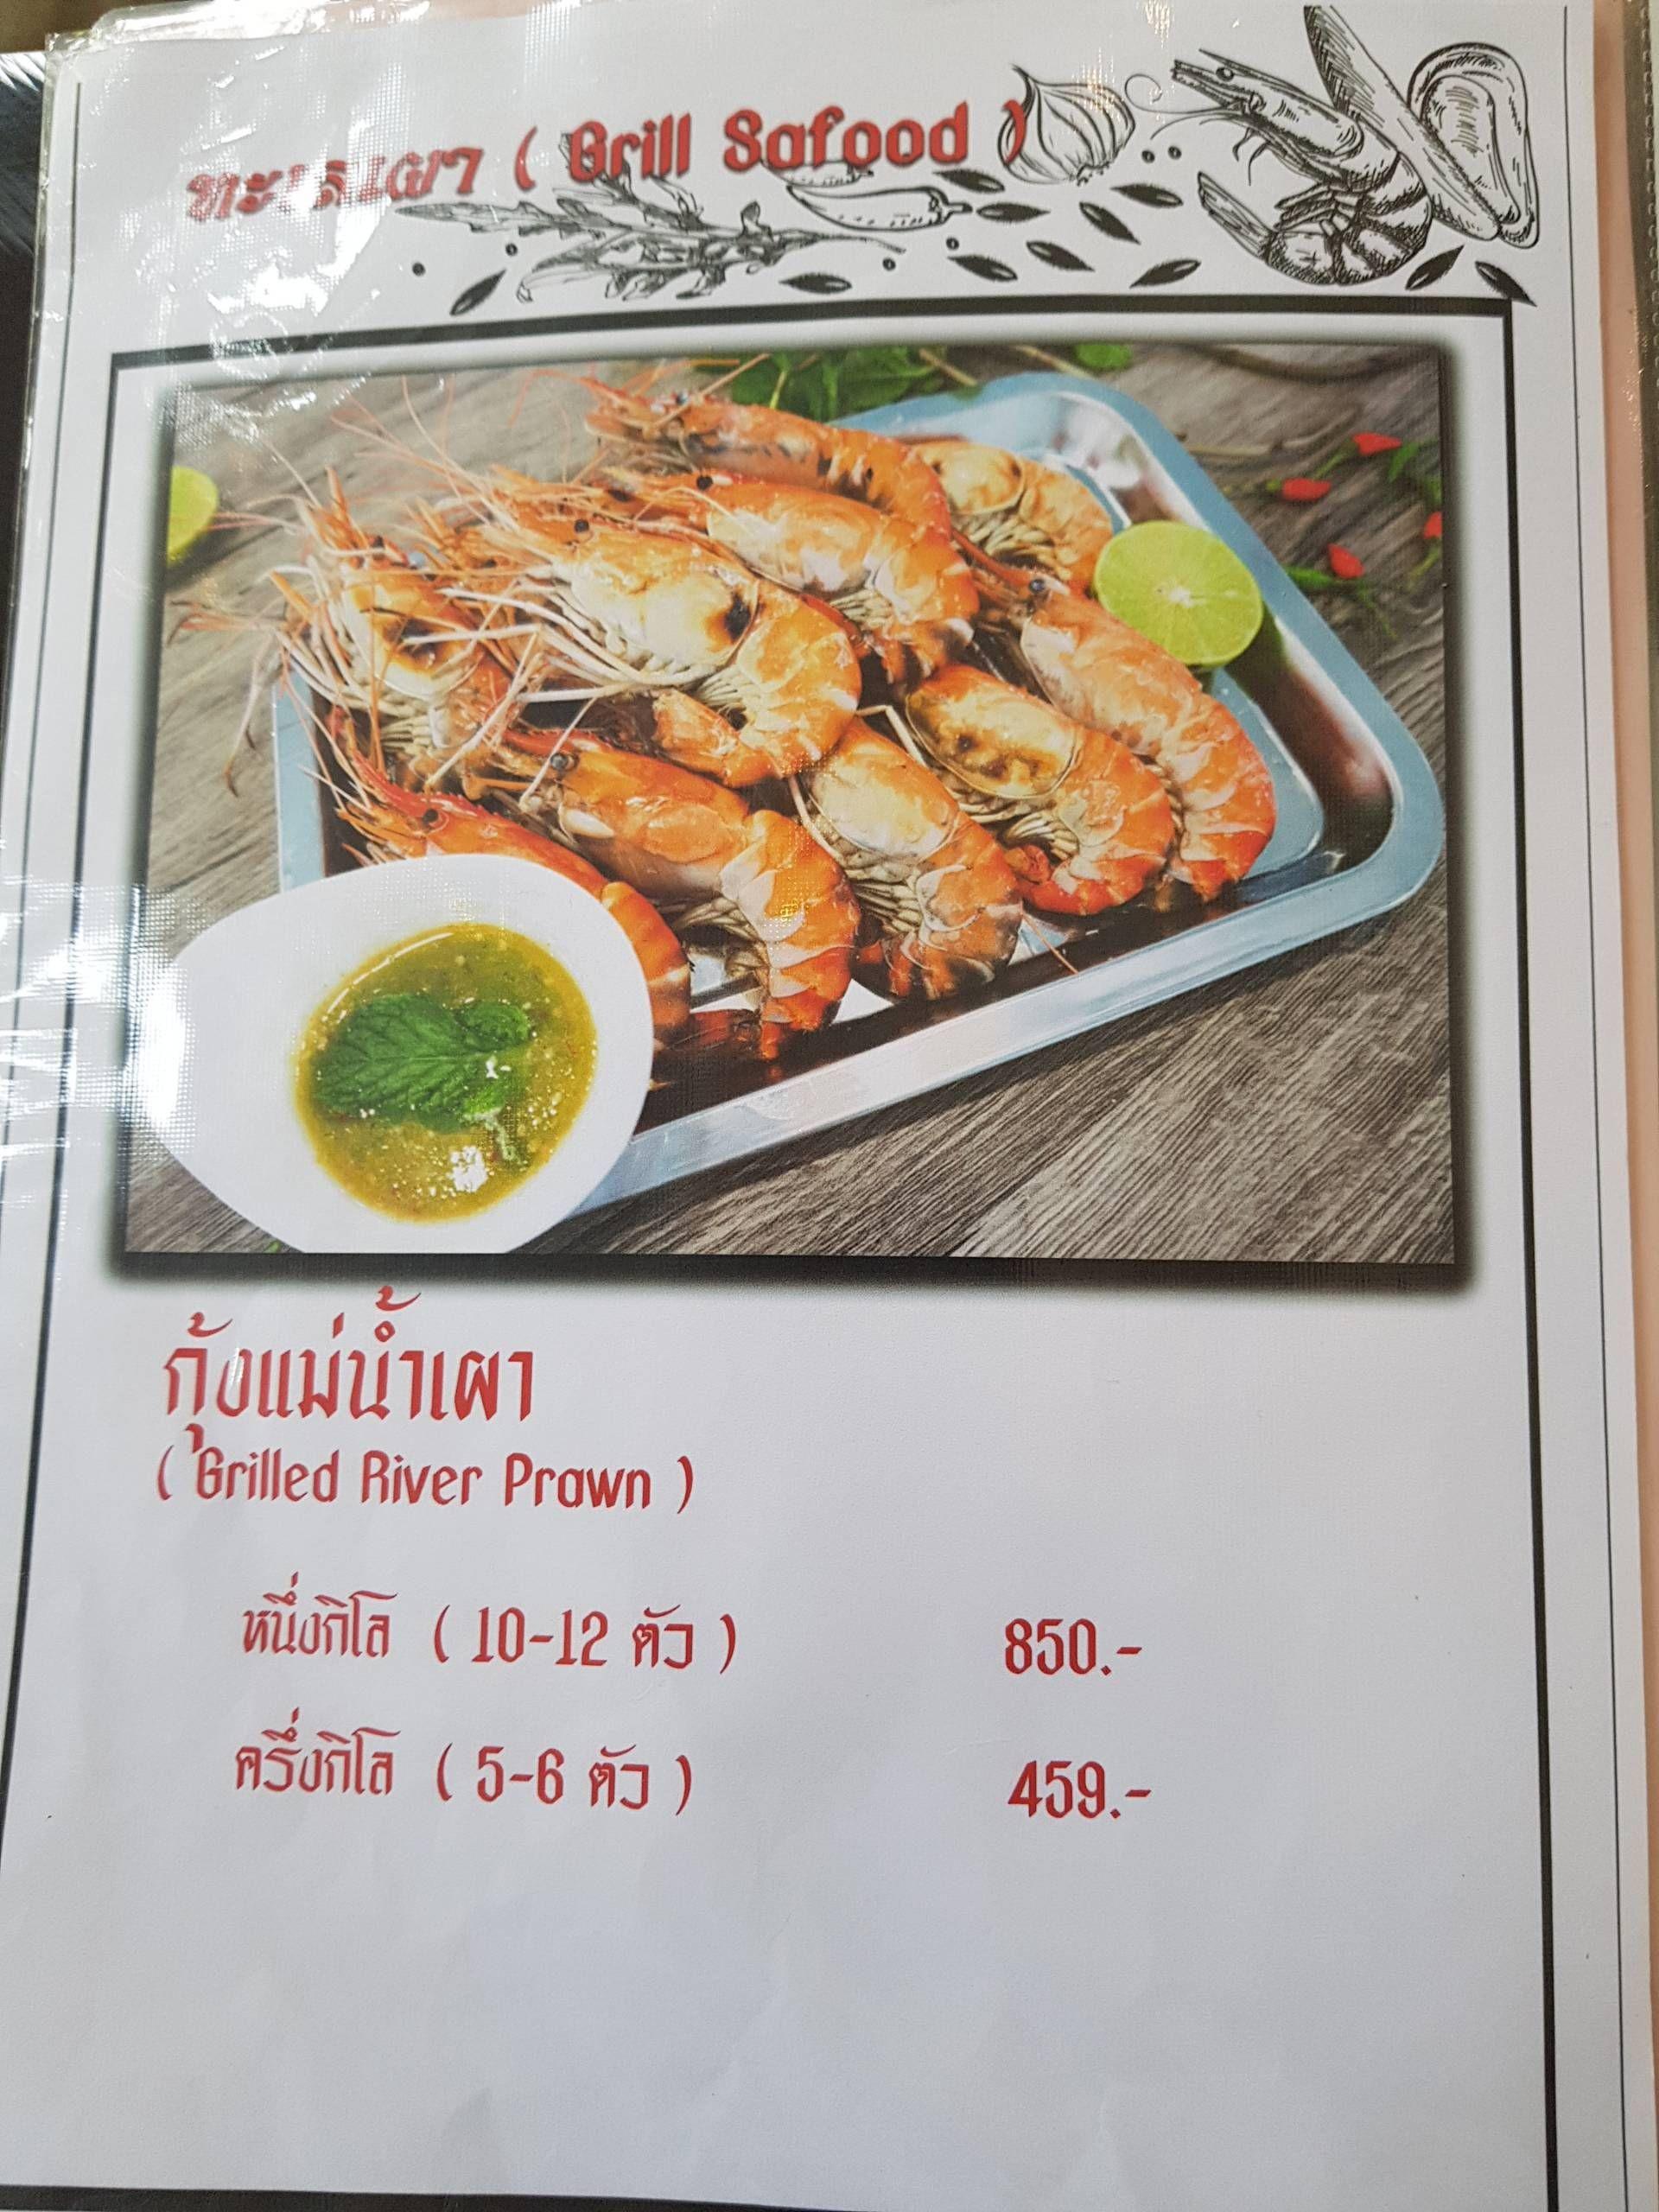 ทะเลเผา ( Grill Safood )
กุ้งแม่น้ำเผา
( Grilled River Prawn )
หนึ่งกิโล ( 10-12 ตัว ) 850.-
ครึ่งกิโล ( 5-6 ตัว ) 459.-